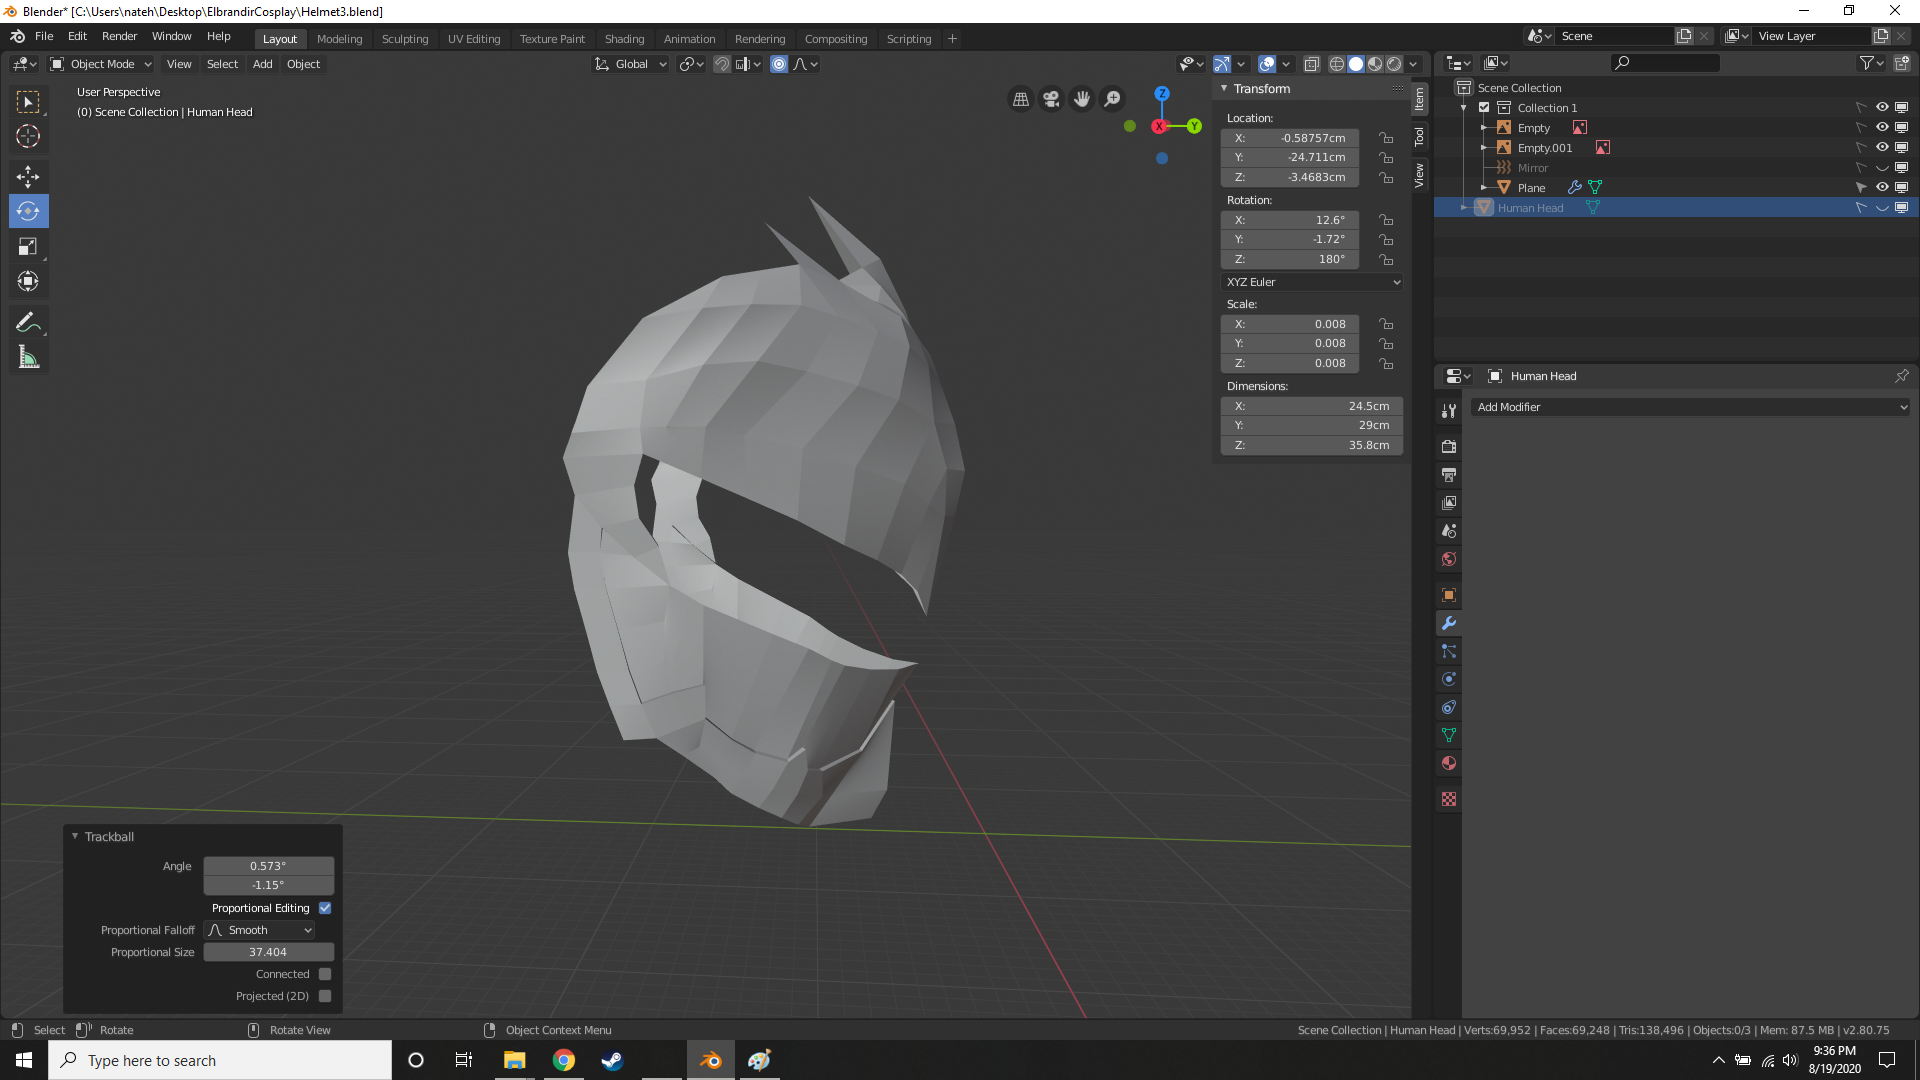 Blender* [C:\Users\nateh\Desktop\ElbrandirCosplay\Helmet3.blend]
File Edit Render Window Help
Layout Modeling Sculpting UV Editing Texture Paint Shading Animation Rendering Compositing Scripting +
Scene
View Layer
Object Mode View Select Add Object
Global
User Perspective
(0) Scene Collection | Human Head
Z
X
Y
Transform
Location:
X: -0.58757cm
Y: -24.711cm
Z: -3.4683cm
Rotation:
X: 12.6°
Y: -1.72°
Z: 180°
XYZ Euler
Scale:
X: 0.008
Y: 0.008
Z: 0.008
Dimensions:
X: 24.5cm
Y: 29cm
Z: 35.8cm
Item
Tool
View
Scene Collection
Collection 1
Empty
Empty.001
Mirror
Plane
Human Head
Human Head
Add Modifier
Trackball
Angle 0.573°
-1.15°
Proportional Editing
Proportional Falloff Smooth
Proportional Size 37.404
Connected
Projected (2D)
Select Rotate Rotate View Object Context Menu
Scene Collection | Human Head | Verts:69,952 | Faces:69,248 | Tris:138,496 | Objects:0/3 | Mem: 87.5 MB | v2.80.75
Type here to search
9:36 PM
8/19/2020